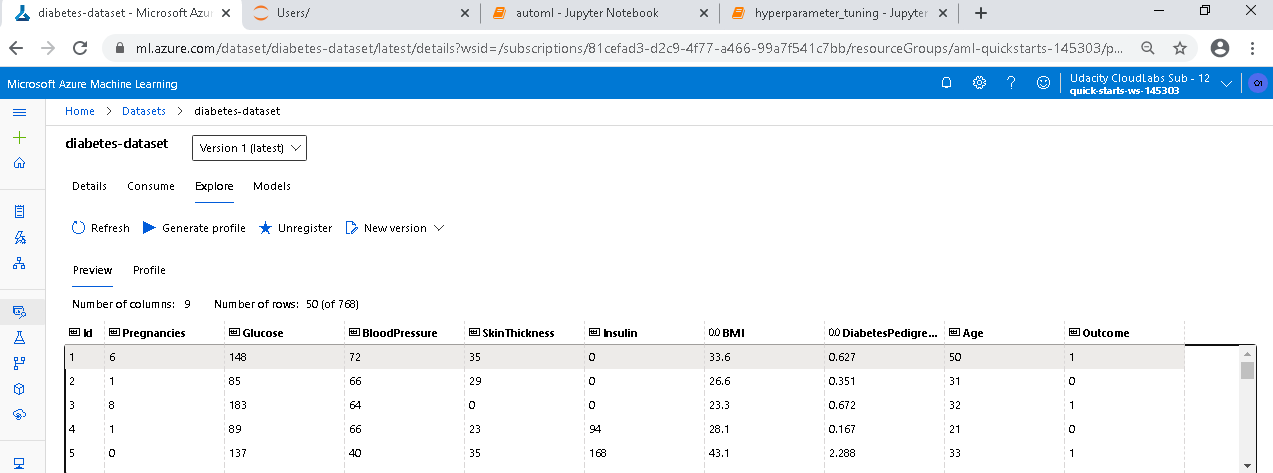 diabetes-dataset - Microsoft Azur
Users/
automl - Jupyter Notebook
hyperparameter_tuning - Jupyter
ml.azure.com/dataset/diabetes-dataset/latest/details?wsid=/subscriptions/81cefad3-d2c9-4f77-a466-99a7f541c7bb/resourceGroups/aml-quickstarts-145303/p...
Microsoft Azure Machine Learning
Udacity CloudLabs Sub - 12
quick-starts-ws-145303
Home > Datasets > diabetes-dataset
diabetes-dataset
Version 1 (latest)
Details Consume Explore Models
Refresh Generate profile Unregister New version
Preview Profile
Number of columns: 9 Number of rows: 50 (of 768)
Id Pregnancies Glucose BloodPressure SkinThickness Insulin 0.0 BMI 0.0 DiabetesPedigre... Age Outcome
1 6 148 72 35 0 33.6 0.627 50 1
2 1 85 66 29 0 26.6 0.351 31 0
3 8 183 64 0 0 23.3 0.672 32 1
4 1 89 66 23 94 28.1 0.167 21 0
5 0 137 40 35 168 43.1 2.288 33 1